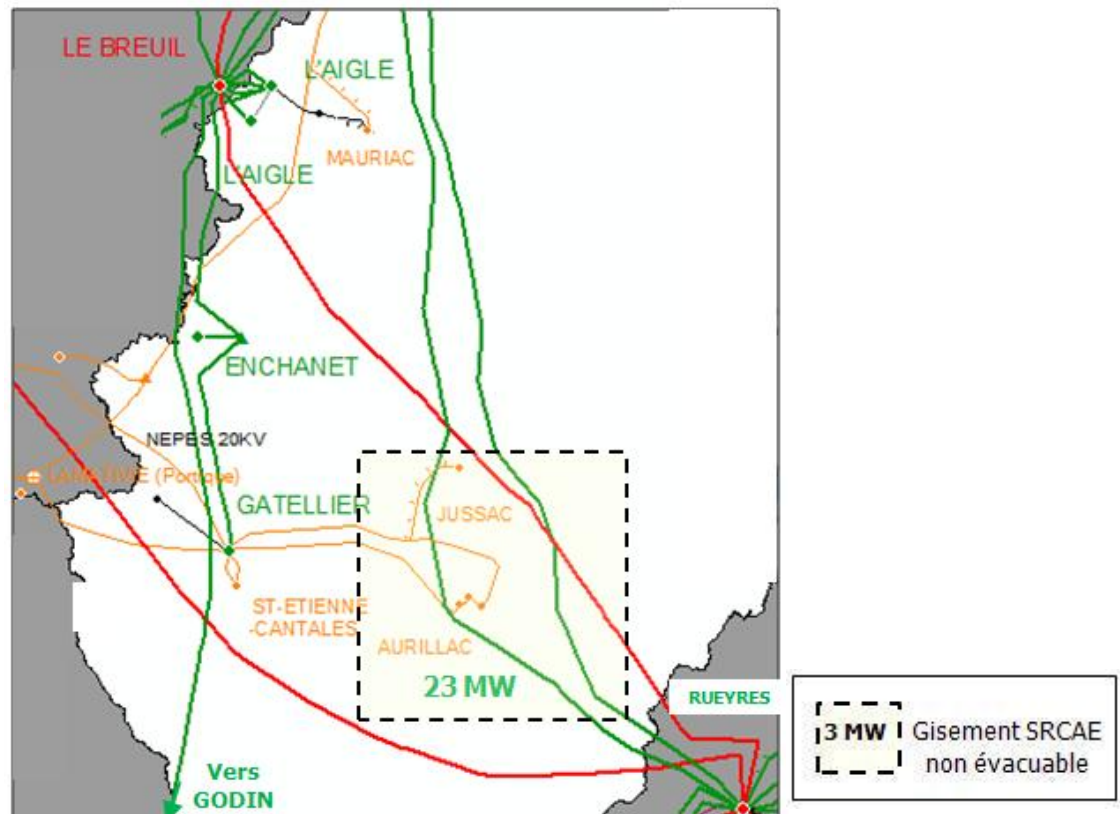 LE BREUIL
L'AIGLE
MAURIAC
L'AIGLE
ENCHANET
NEPES 20KV
(Portique)
GATELLIER
JUSSAC
ST-ETIENNE
-CANTALES
AURILLAC
23 MW
RUEYRES
Vers
GODIN
3 MW
Gisement SRCAE
non évacuable